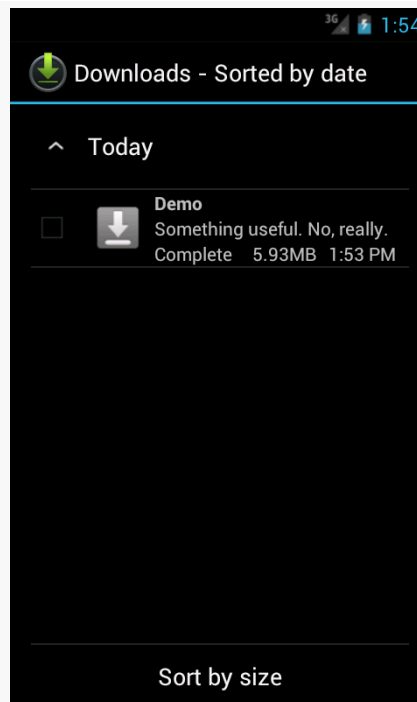 3G 1:54
Downloads - Sorted by date
Today
Demo
Something useful. No, really.
Complete 5.93MB 1:53 PM
Sort by size